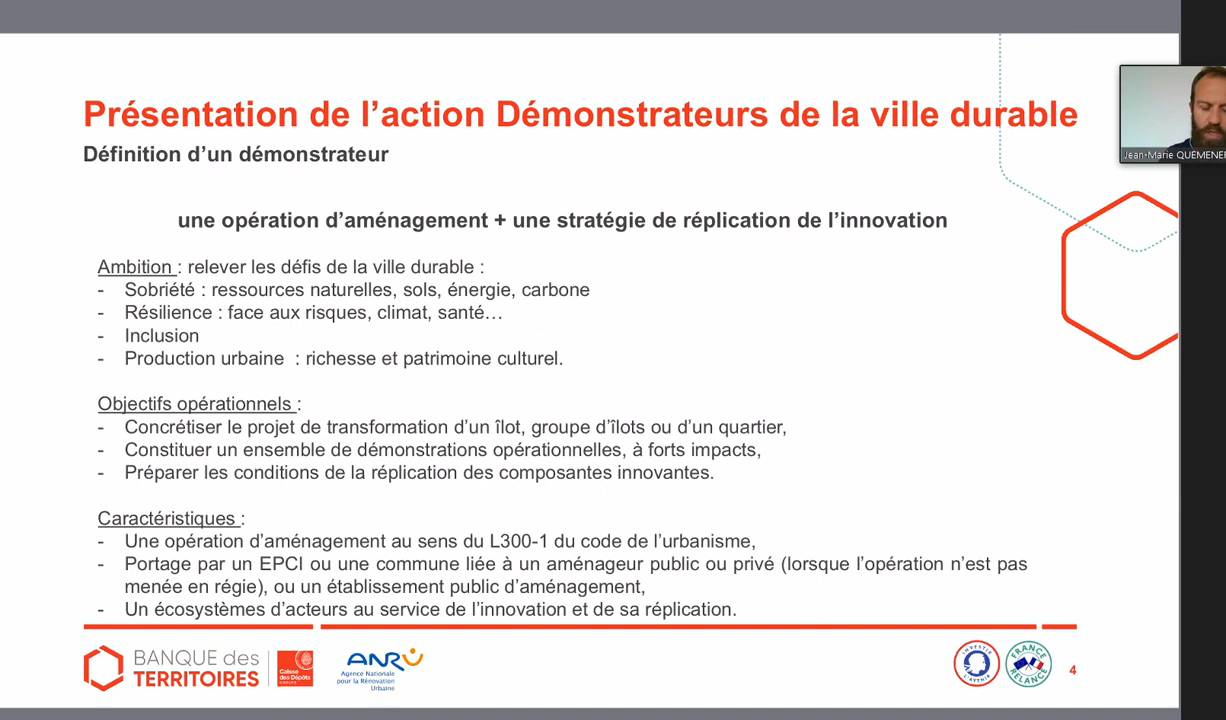 Présentation de l’action Démonstrateurs de la ville durable
Définition d’un démonstrateur
une opération d’aménagement + une stratégie de réplication de l’innovation
Ambition : relever les défis de la ville durable :
- Sobriété : ressources naturelles, sols, énergie, carbone
- Résilience : face aux risques, climat, santé…
- Inclusion
- Production urbaine : richesse et patrimoine culturel.
Objectifs opérationnels :
- Concrétiser le projet de transformation d’un îlot, groupe d’îlots ou d’un quartier,
- Constituer un ensemble de démonstrations opérationnelles, à forts impacts,
- Préparer les conditions de la réplication des composantes innovantes.
Caractéristiques :
- Une opération d’aménagement au sens du L300-1 du code de l’urbanisme,
- Portage par un EPCI ou une commune liée à un aménageur public ou privé (lorsque l’opération n’est pas
menée en régie), ou un établissement public d’aménagement,
- Un écosystèmes d’acteurs au service de l’innovation et de sa réplication.
BANQUE des
TERRITOIRES
Caisse
des Dépôts
GROUPE
ANRU
Agence Nationale
pour la Rénovation
Urbaine
INVESTIR
L'AVENIR
FRANCE
RELANCE
4
Jean-Marie QUEMENER